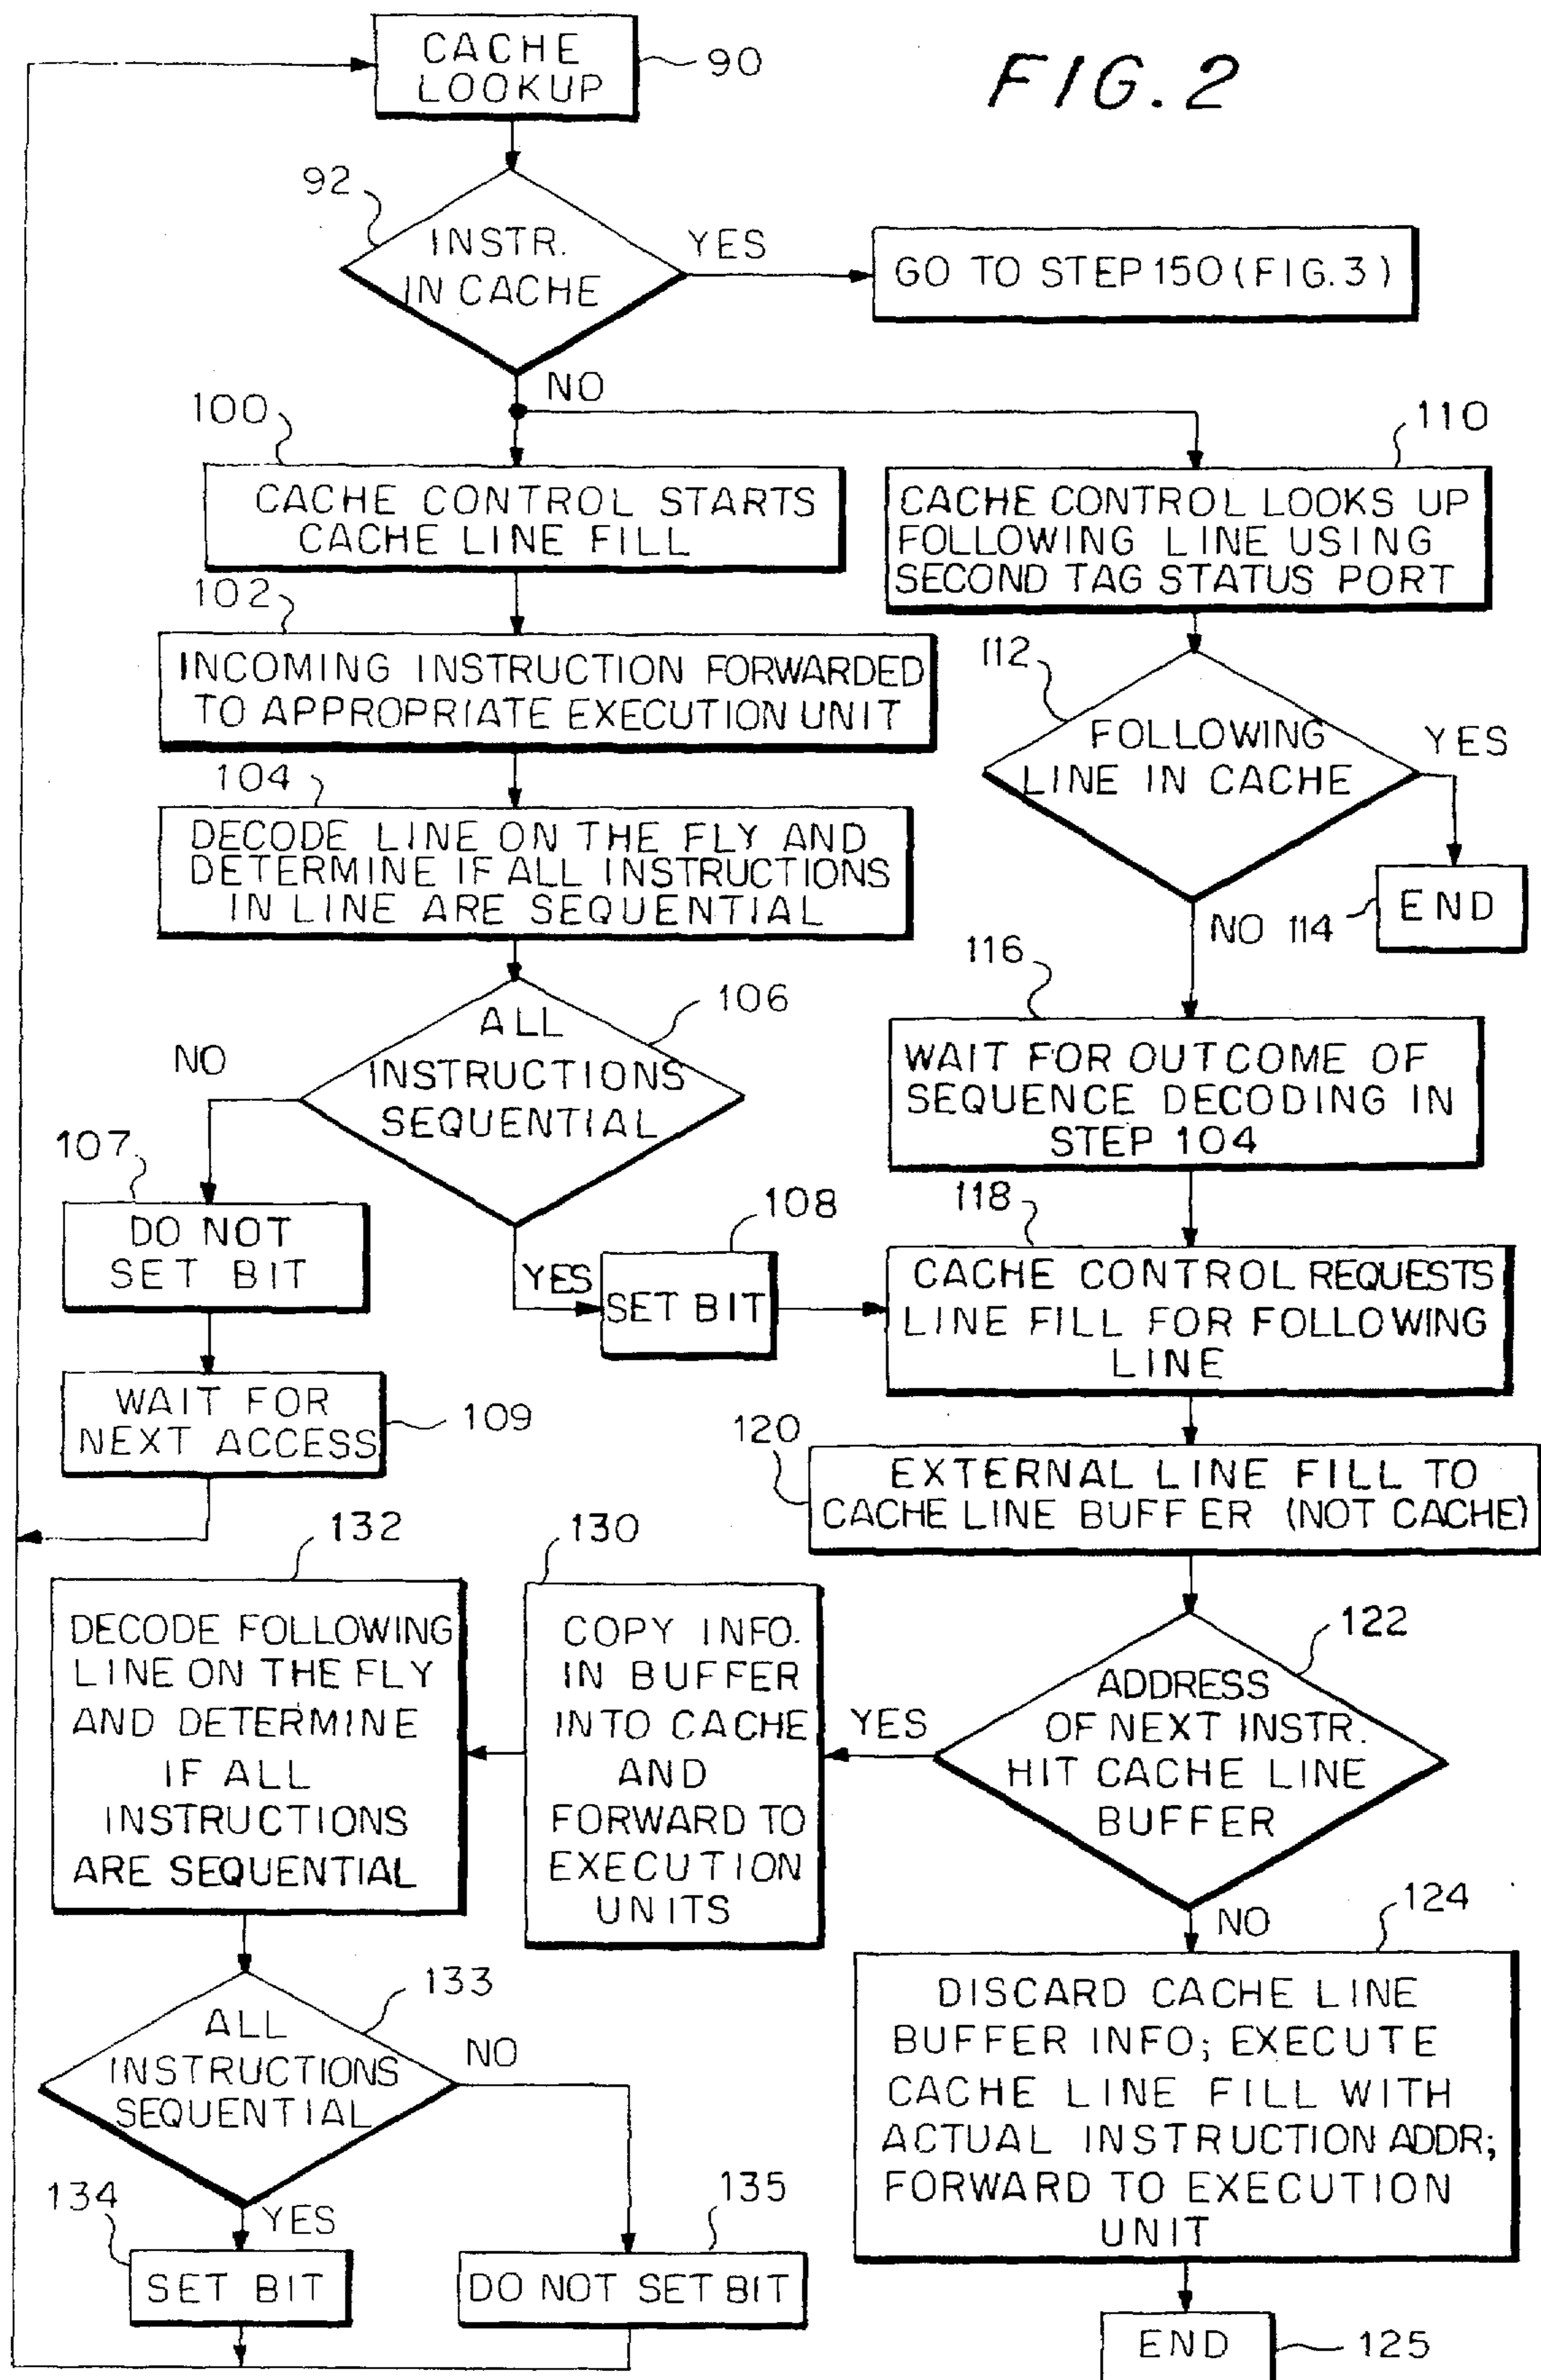 FIG. 2
CACHE
LOOKUP
90
92
INSTR.
IN CACHE
YES
GO TO STEP 150 (FIG. 3)
NO
100
CACHE CONTROL STARTS
CACHE LINE FILL
110
CACHE CONTROL LOOKS UP
FOLLOWING LINE USING
SECOND TAG STATUS PORT
102
INCOMING INSTRUCTION FORWARDED
TO APPROPRIATE EXECUTION UNIT
112
FOLLOWING
LINE IN CACHE
YES
104
DECODE LINE ON THE FLY AND
DETERMINE IF ALL INSTRUCTIONS
IN LINE ARE SEQUENTIAL
NO
114
END
106
ALL
INSTRUCTIONS
SEQUENTIAL
NO
116
WAIT FOR OUTCOME OF
SEQUENCE DECODING IN
STEP 104
107
DO NOT
SET BIT
YES
108
SET BIT
118
CACHE CONTROL REQUESTS
LINE FILL FOR FOLLOWING
LINE
WAIT FOR
NEXT ACCESS
109
120
EXTERNAL LINE FILL TO
CACHE LINE BUFFER (NOT CACHE)
132
DECODE FOLLOWING
LINE ON THE FLY
AND DETERMINE
IF ALL
INSTRUCTIONS
ARE SEQUENTIAL
130
COPY INFO.
IN BUFFER
INTO CACHE
AND
FORWARD TO
EXECUTION
UNITS
YES
122
ADDRESS
OF NEXT INSTR.
HIT CACHE LINE
BUFFER
NO
124
DISCARD CACHE LINE
BUFFER INFO; EXECUTE
CACHE LINE FILL WITH
ACTUAL INSTRUCTION ADDR;
FORWARD TO EXECUTION
UNIT
133
ALL
INSTRUCTIONS
SEQUENTIAL
NO
134
YES
SET BIT
135
DO NOT SET BIT
END
125